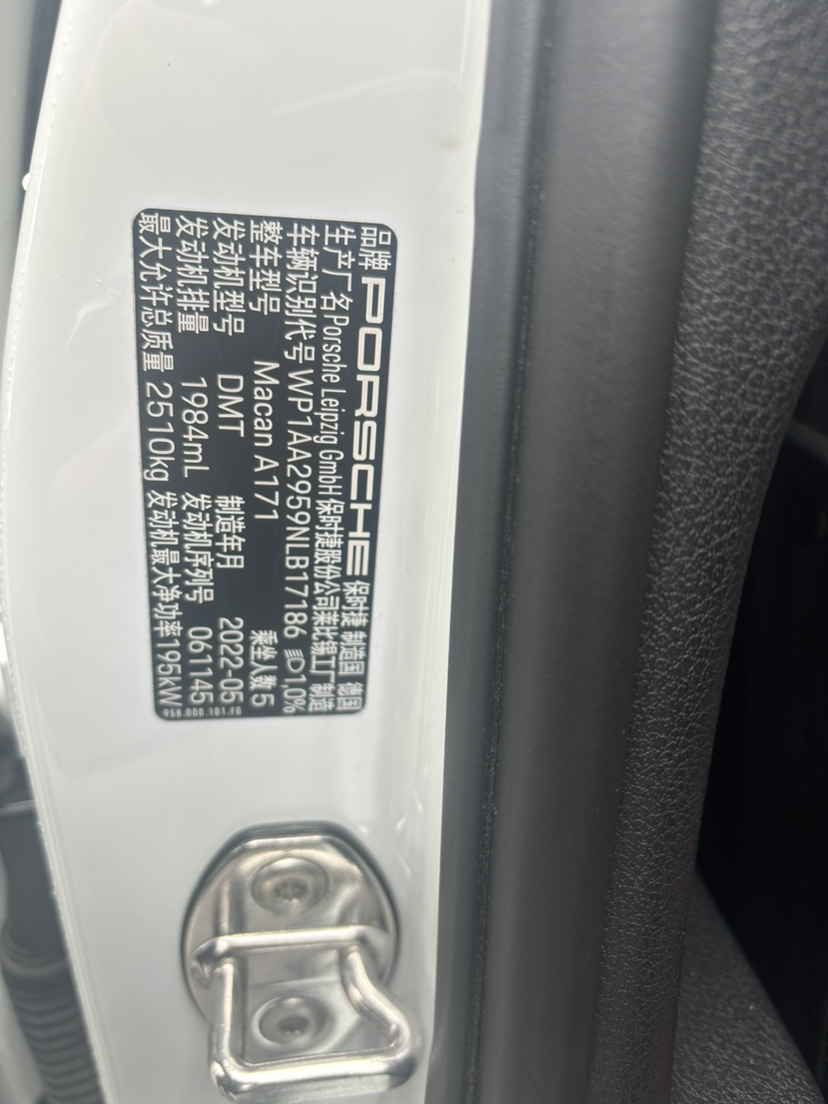 品牌 PORSCHE 保时捷 制造国 德国
生产厂名Porsche Leipzig GmbH 保时捷股份公司莱比锡工厂制造
车辆识别代号 WP1AA2959NLB17186 1,0%
整车型号 Macan A171 乘坐人数 5
发动机型号 DMT 制造年月 2022-05
发动机排量 1984mL 发动机序列号 061145
最大允许总质量 2510kg 发动机最大净功率195kW
958.000.101.FG